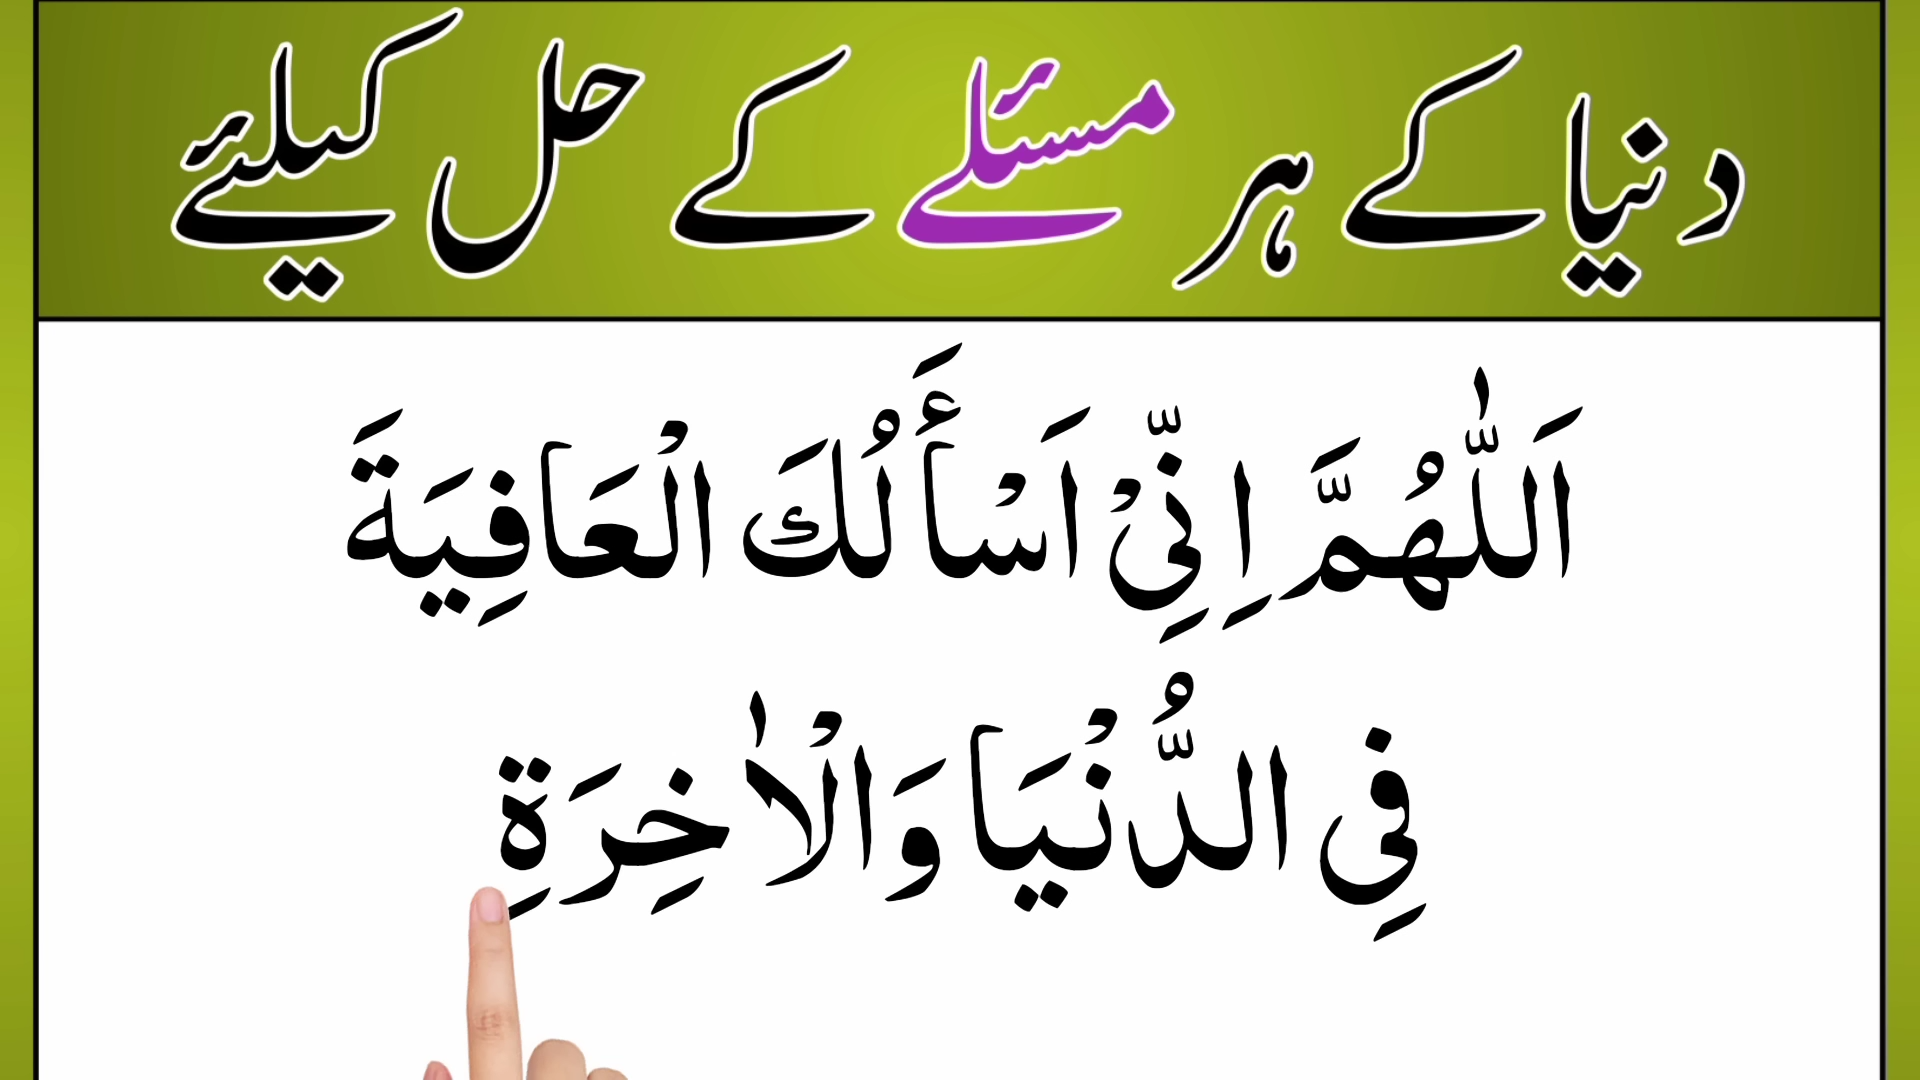 دنیا کے ہر مسئلے کے حل کیلئے
اَللّٰهُمَّ اِنِّیْ اَسْأَلُكَ الْعَافِيَةَ
فِي الدُّنْيَا وَالْاٰخِرَةِ